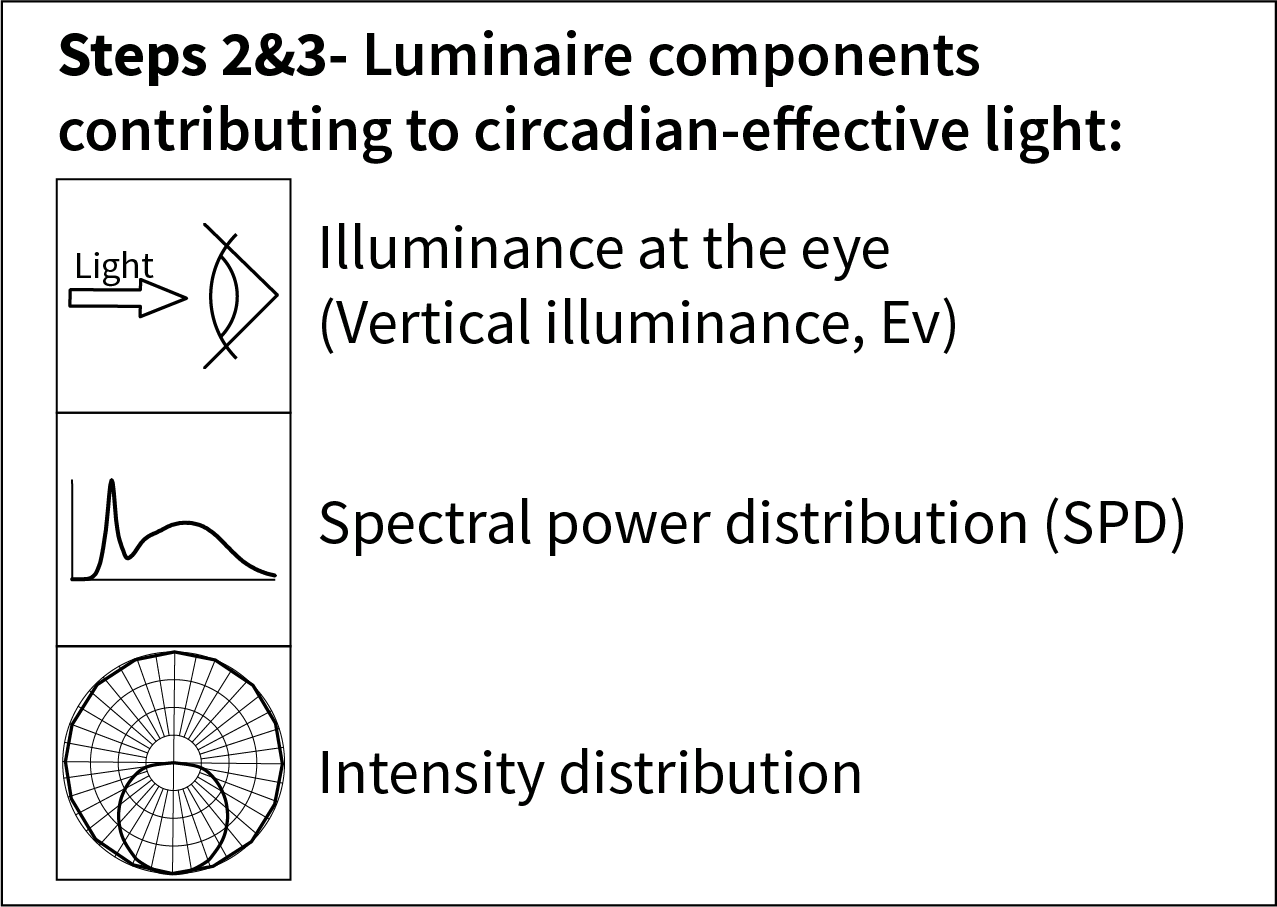 Steps 2&3- Luminaire components
contributing to circadian-effective light:
Light
Illuminance at the eye
(Vertical illuminance, Ev)
Spectral power distribution (SPD)
Intensity distribution